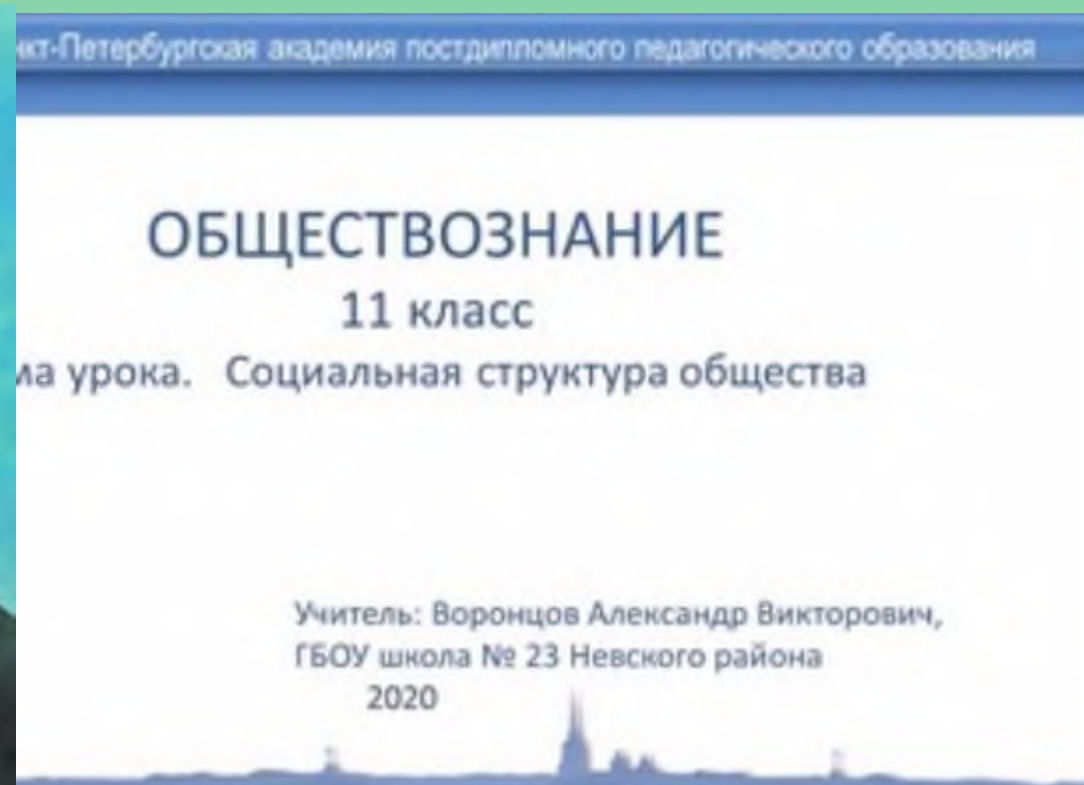 нкт-Петербургская академия постдипломного педагогического образования
ОБЩЕСТВОЗНАНИЕ
11 класс
ма урока. Социальная структура общества
Учитель: Воронцов Александр Викторович,
ГБОУ школа № 23 Невского района
2020